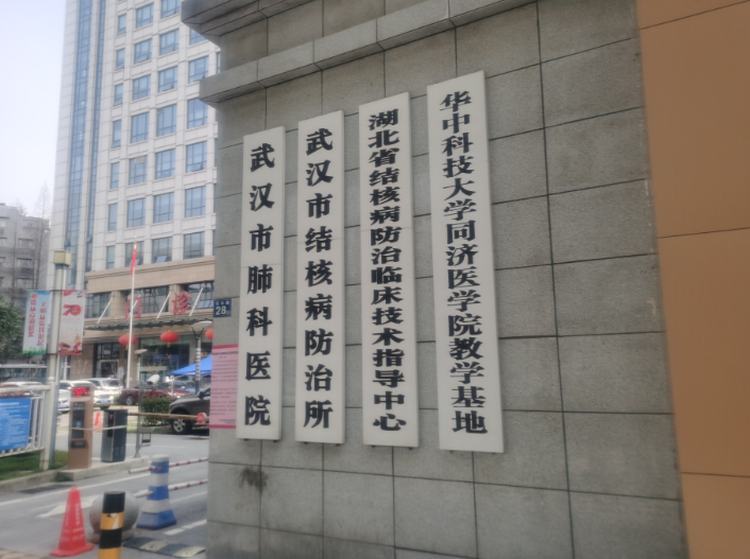 武汉市肺科医院
武汉市结核病防治所
湖北省结核病防治临床技术指导中心
华中科技大学同济医学院教学基地
28
70